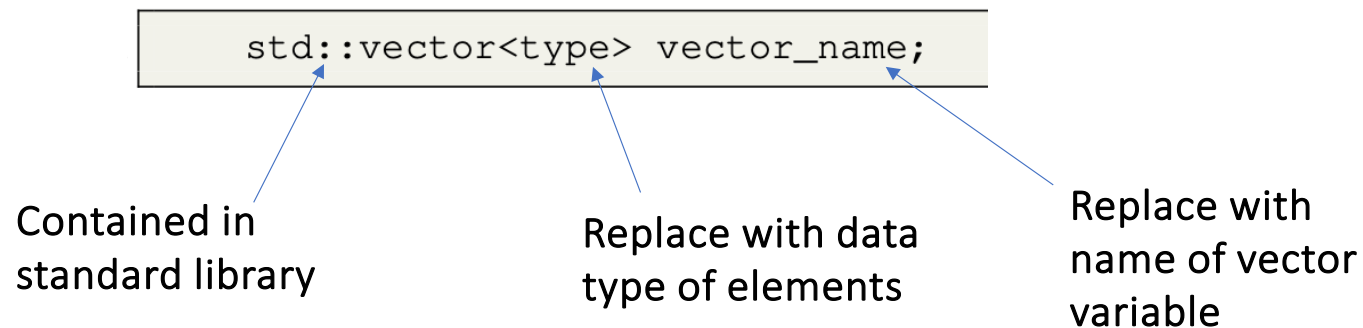 std::vector<type> vector_name;
Contained in
standard library
Replace with data
type of elements
Replace with
name of vector
variable